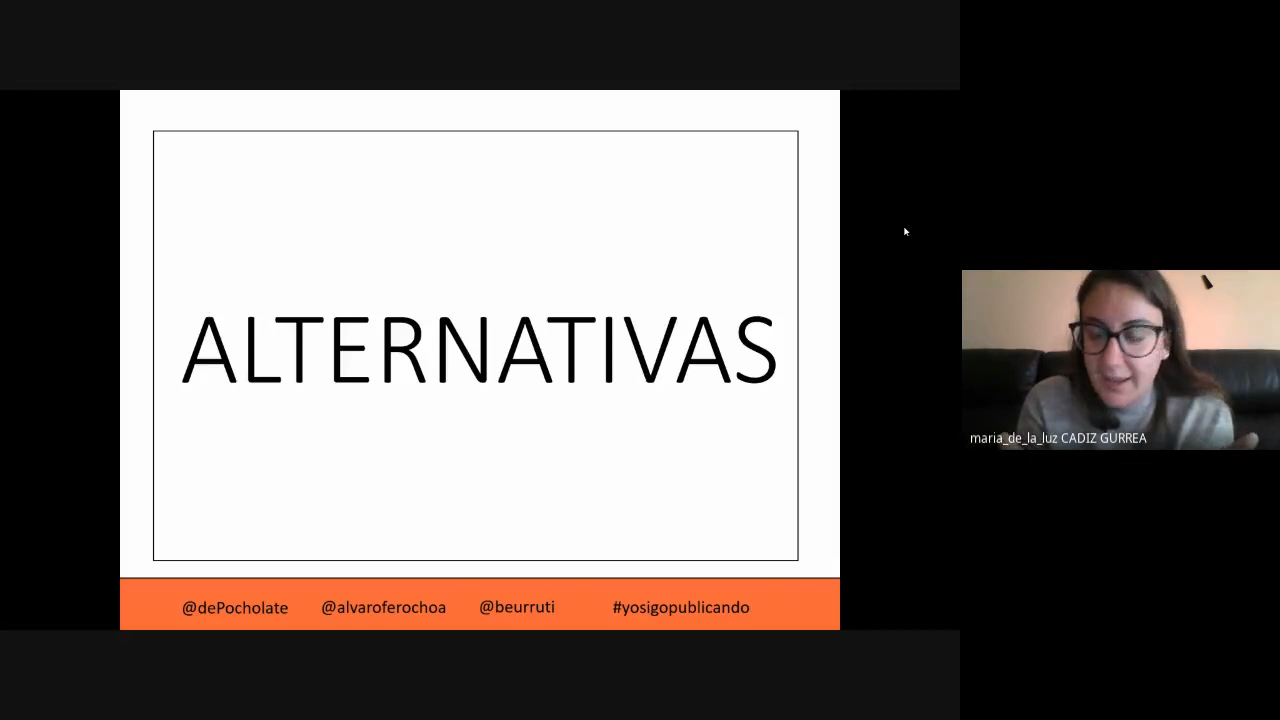 ALTERNATIVAS
@dePocholate @alvaroferochoa @beurruti #yosigopublicando
maria_de_la_luz CADIZ GURREA